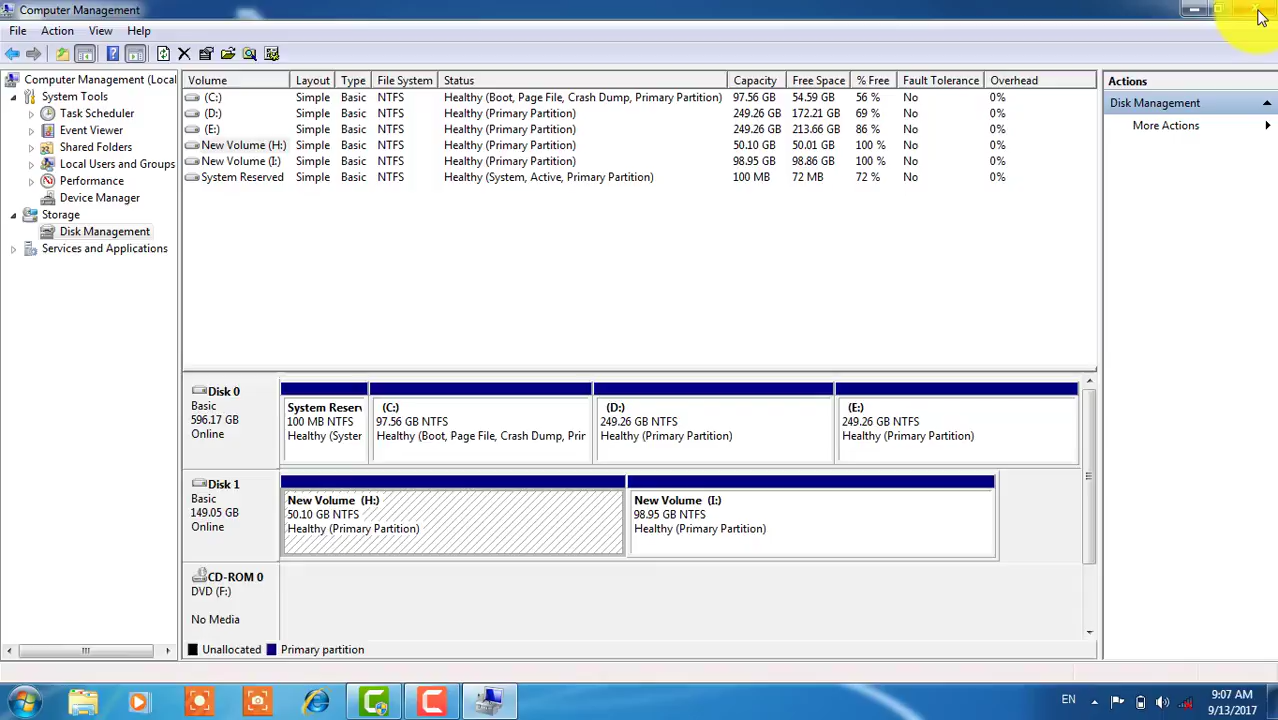 Computer Management
File Action View Help
Computer Management (Local
System Tools
Task Scheduler
Event Viewer
Shared Folders
Local Users and Groups
Performance
Device Manager
Storage
Disk Management
Services and Applications
Volume Layout Type File System Status Capacity Free Space % Free Fault Tolerance Overhead
(C:) Simple Basic NTFS Healthy (Boot, Page File, Crash Dump, Primary Partition) 97.56 GB 54.59 GB 56 % No 0%
(D:) Simple Basic NTFS Healthy (Primary Partition) 249.26 GB 172.21 GB 69 % No 0%
(E:) Simple Basic NTFS Healthy (Primary Partition) 249.26 GB 213.66 GB 86 % No 0%
New Volume (H:) Simple Basic NTFS Healthy (Primary Partition) 50.10 GB 50.01 GB 100 % No 0%
New Volume (I:) Simple Basic NTFS Healthy (Primary Partition) 98.95 GB 98.86 GB 100 % No 0%
System Reserved Simple Basic NTFS Healthy (System, Active, Primary Partition) 100 MB 72 MB 72 % No 0%
Actions
Disk Management
More Actions
Disk 0
Basic
596.17 GB
Online
System Reserv
100 MB NTFS
Healthy (System
(C:)
97.56 GB NTFS
Healthy (Boot, Page File, Crash Dump, Prir
(D:)
249.26 GB NTFS
Healthy (Primary Partition)
(E:)
249.26 GB NTFS
Healthy (Primary Partition)
Disk 1
Basic
149.05 GB
Online
New Volume (H:)
50.10 GB NTFS
Healthy (Primary Partition)
New Volume (I:)
98.95 GB NTFS
Healthy (Primary Partition)
CD-ROM 0
DVD (F:)
No Media
Unallocated Primary partition
EN
9:07 AM
9/13/2017